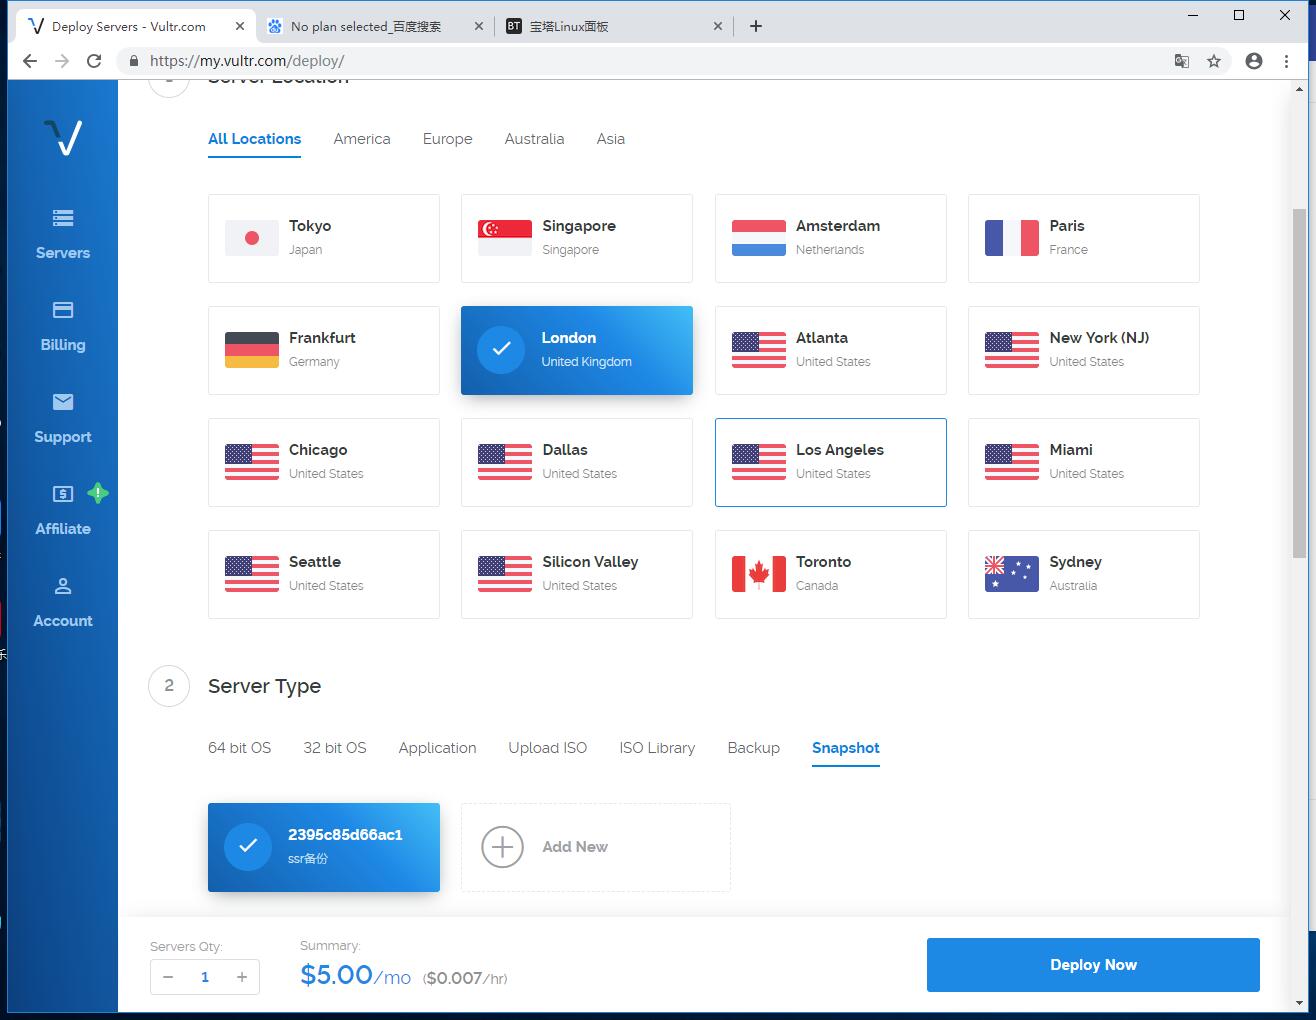 Deploy Servers - Vultr.com
No plan selected_百度搜索
BT 宝塔Linux面板
https://my.vultr.com/deploy/
Servers
Billing
Support
Affiliate
Account
Server Location
All Locations America Europe Australia Asia
Tokyo
Japan
Singapore
Singapore
Amsterdam
Netherlands
Paris
France
Frankfurt
Germany
London
United Kingdom
Atlanta
United States
New York (NJ)
United States
Chicago
United States
Dallas
United States
Los Angeles
United States
Miami
United States
Seattle
United States
Silicon Valley
United States
Toronto
Canada
Sydney
Australia
2 Server Type
64 bit OS 32 bit OS Application Upload ISO ISO Library Backup Snapshot
2395c85d66ac1
ssr备份
Add New
Servers Qty:
− 1 +
Summary:
$5.00/mo ($0.007/hr)
Deploy Now